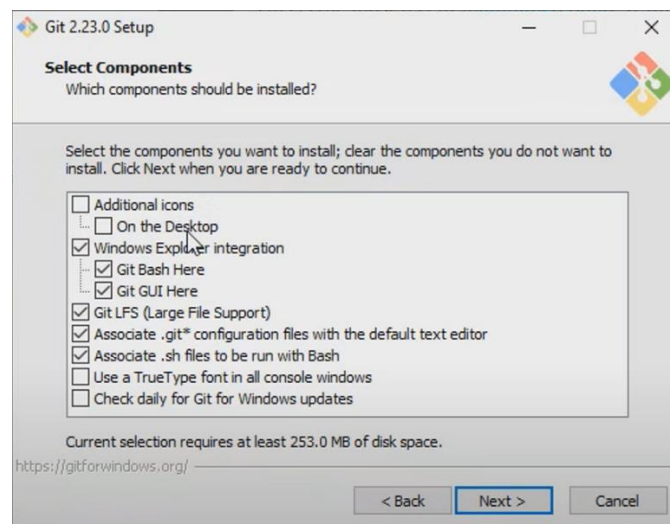 Git 2.23.0 Setup
Select Components
Which components should be installed?
Select the components you want to install; clear the components you do not want to
install. Click Next when you are ready to continue.
Additional icons
On the Desktop
Windows Explorer integration
Git Bash Here
Git GUI Here
Git LFS (Large File Support)
Associate .git* configuration files with the default text editor
Associate .sh files to be run with Bash
Use a TrueType font in all console windows
Check daily for Git for Windows updates
Current selection requires at least 253.0 MB of disk space.
https://gitforwindows.org/
< Back
Next >
Cancel